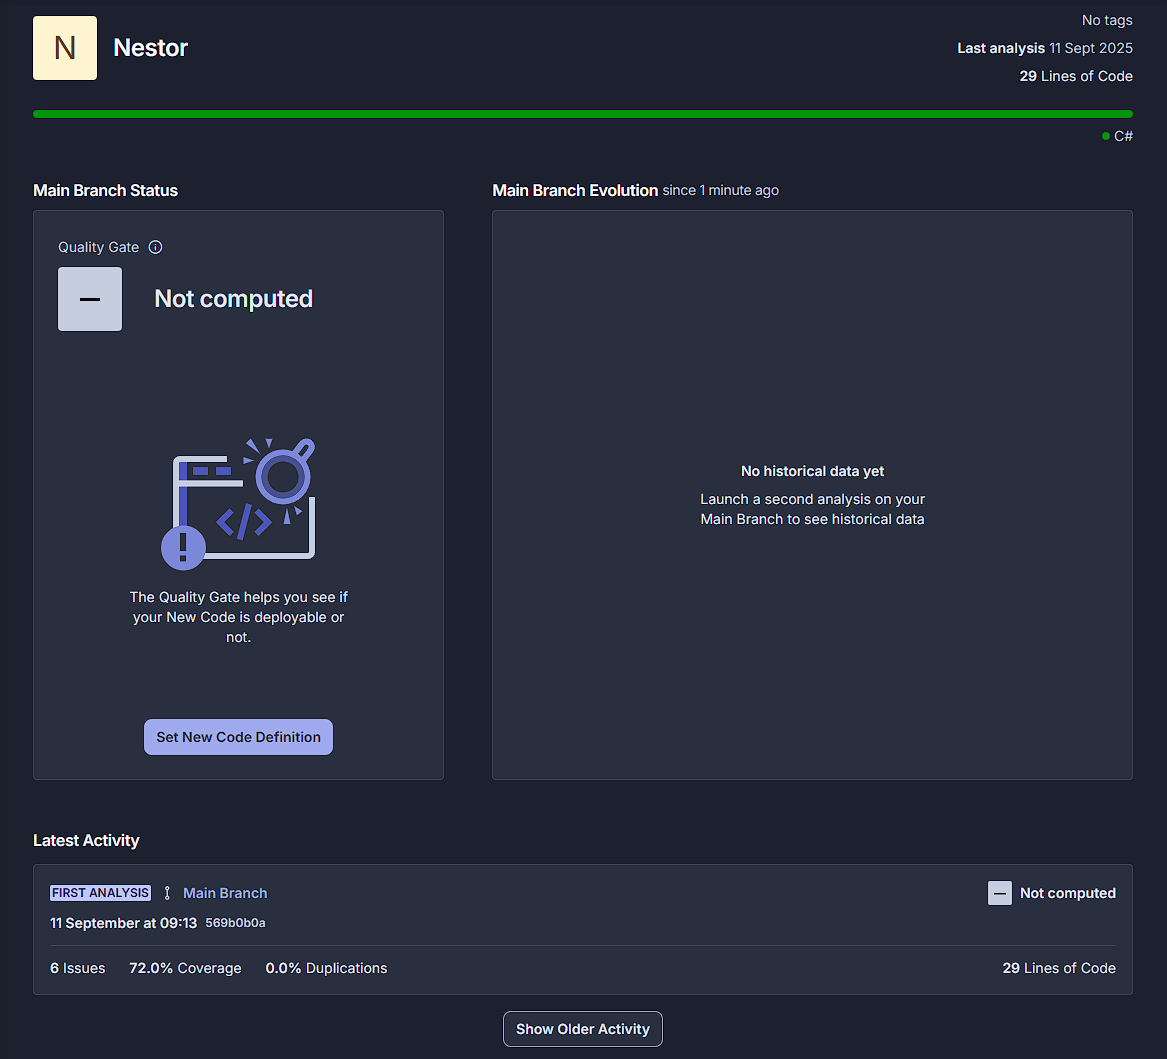 N
Nestor
No tags
Last analysis 11 Sept 2025
29 Lines of Code
C#
Main Branch Status
Quality Gate
Not computed
The Quality Gate helps you see if
your New Code is deployable or
not.
Set New Code Definition
Main Branch Evolution since 1 minute ago
No historical data yet
Launch a second analysis on your
Main Branch to see historical data
Latest Activity
FIRST ANALYSIS Main Branch
Not computed
11 September at 09:13 569b0b0a
6 Issues 72.0% Coverage 0.0% Duplications
29 Lines of Code
Show Older Activity